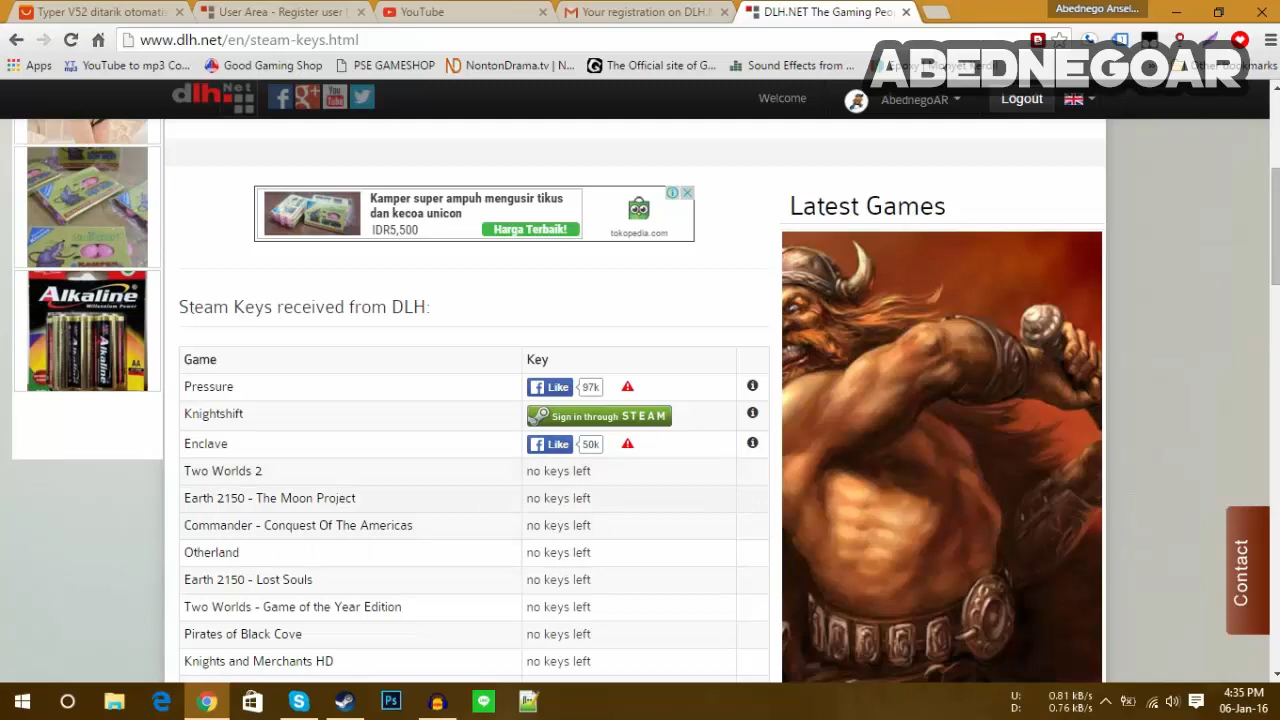 Typer V52 ditarik otomatis
User Area - Register user
YouTube
Your registration on DLH.N
DLH.NET The Gaming Peo
Abednego Ansel...
www.dlh.net/en/steam-keys.html
Apps
YouTube to mp3 Co...
Good Gaming Shop
PSE GAMESHOP
NontonDrama.tv | N...
The Official site of G...
Sound Effects from ...
Other bookmarks
ABEDNEGOAR
dlh.Net
Welcome
AbednegoAR
Logout
Kamper super ampuh mengusir tikus
dan kecoa unicon
IDR5,500
Harga Terbaik!
tokopedia.com
Latest Games
Alkaline
AA
Steam Keys received from DLH:
Game Key
Pressure Like 97k
Knightshift Sign in through STEAM
Enclave Like 50k
Two Worlds 2 no keys left
Earth 2150 - The Moon Project no keys left
Commander - Conquest Of The Americas no keys left
Otherland no keys left
Earth 2150 - Lost Souls no keys left
Two Worlds - Game of the Year Edition no keys left
Pirates of Black Cove no keys left
Knights and Merchants HD no keys left
Contact
U: 0.81 kB/s
D: 0.76 kB/s
4:35 PM
06-Jan-16